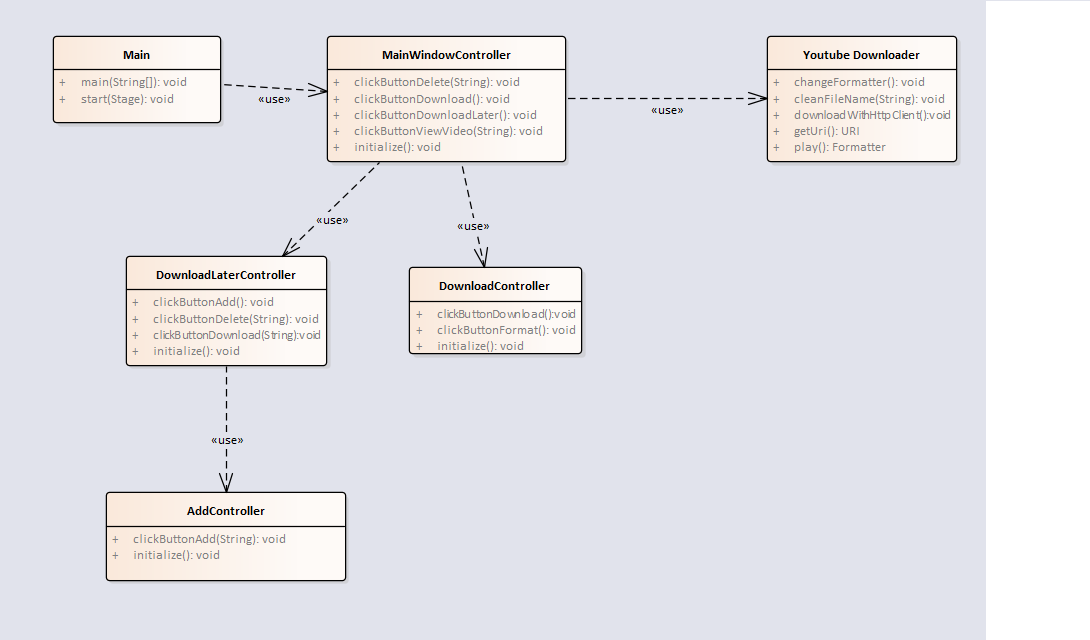 Main
+ main(String[]): void
+ start(Stage): void
«use»
MainWindowController
+ clickButtonDelete(String): void
+ clickButtonDownload(): void
+ clickButtonDownloadLater(): void
+ clickButtonViewVideo(String): void
+ initialize(): void
«use»
Youtube Downloader
+ changeFormatter(): void
+ cleanFileName(String): void
+ downloadWithHttpClient():void
+ getUri(): URI
+ play(): Formatter
«use»
«use»
DownloadLaterController
+ clickButtonAdd(): void
+ clickButtonDelete(String): void
+ clickButtonDownload(String):void
+ initialize(): void
DownloadController
+ clickButtonDownload():void
+ clickButtonFormat(): void
+ initialize(): void
«use»
AddController
+ clickButtonAdd(String): void
+ initialize(): void